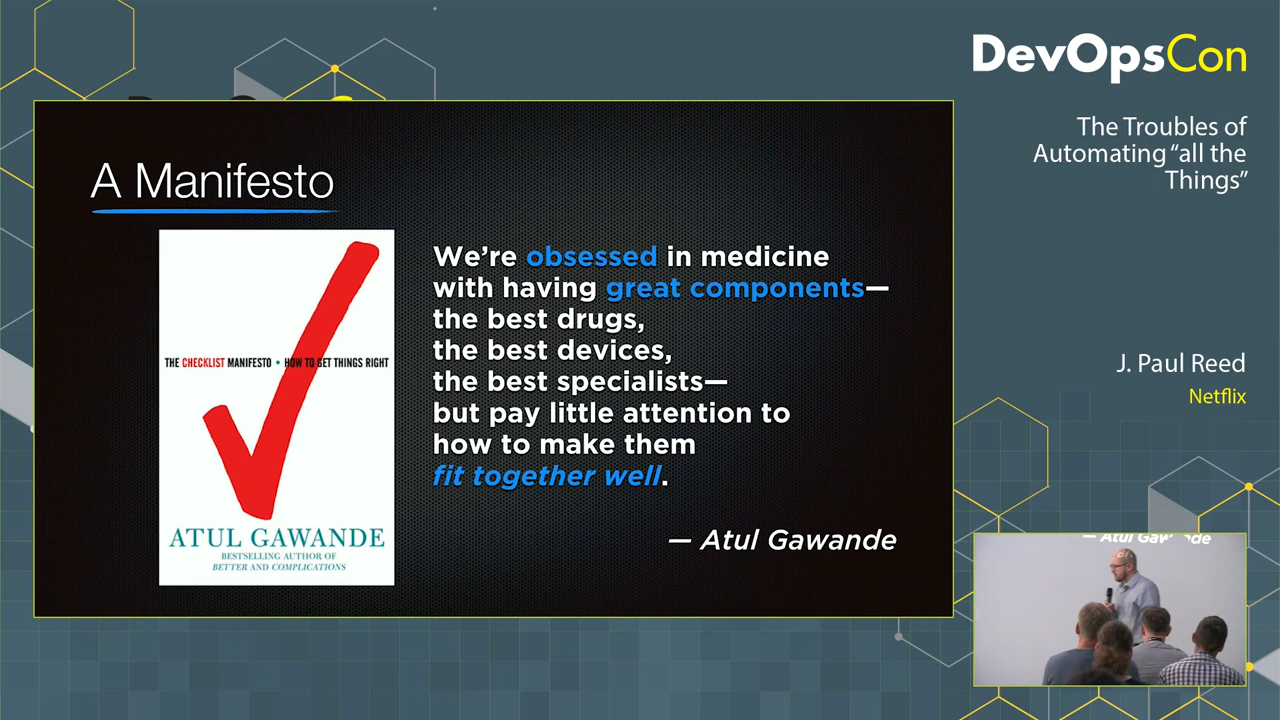 DevOpsCon
The Troubles of
Automating “all the
Things”
A Manifesto
THE CHECKLIST MANIFESTO • HOW TO GET THINGS RIGHT
ATUL GAWANDE
BESTSELLING AUTHOR OF
BETTER AND COMPLICATIONS
We’re obsessed in medicine
with having great components—
the best drugs,
the best devices,
the best specialists—
but pay little attention to
how to make them
fit together well.
— Atul Gawande
J. Paul Reed
Netflix
— Atul Gawande